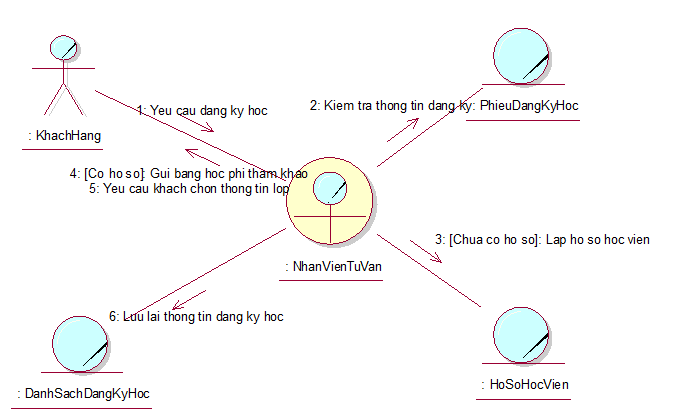 1: Yeu cau dang ky hoc
2: Kiem tra thong tin dang ky
: PhieuDangKyHoc
: KhachHang
4: [Co ho so]: Gui bang hoc phi tham khao
5: Yeu cau khach chon thong tin lop
3: [Chua co ho so]: Lap ho so hoc vien
: NhanVienTuVan
6: Luu lai thong tin dang ky hoc
: HoSoHocVien
: DanhSachDangKyHoc